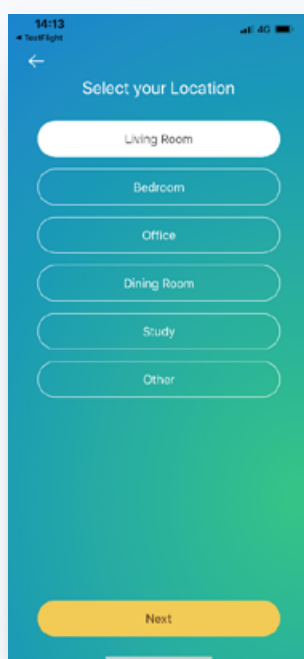 14:13
4G
◄ TestFlight
←
Select your Location
Living Room
Bedroom
Office
Dining Room
Study
Other
Next